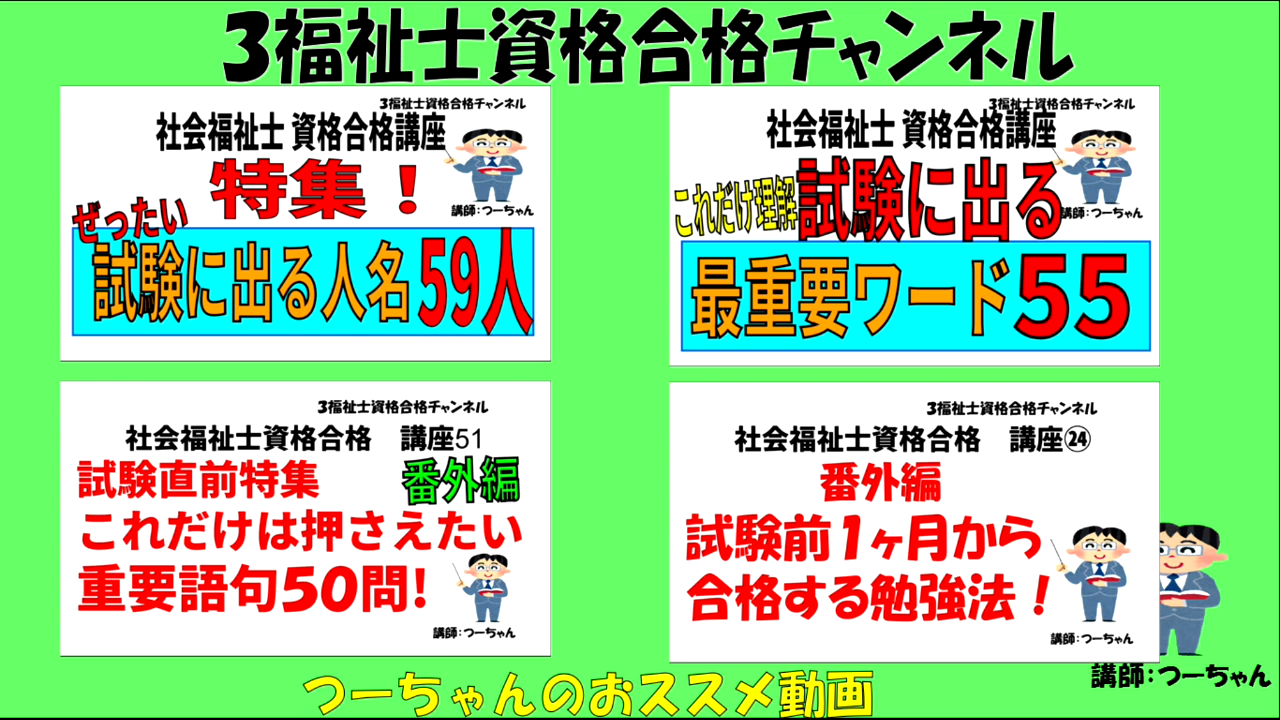 3福祉士資格合格チャンネル
3福祉士資格合格チャンネル
社会福祉士 資格合格講座
特集！
講師：つーちゃん
ぜったい
試験に出る人名59人
3福祉士資格合格チャンネル
社会福祉士 資格合格講座
これだけ理解試験に出る
講師：つーちゃん
最重要ワード55
3福祉士資格合格チャンネル
社会福祉士資格合格　講座51
試験直前特集　番外編
これだけは押さえたい
重要語句50問!
講師：つーちゃん
3福祉士資格合格チャンネル
社会福祉士資格合格　講座㉔
番外編
試験前1ヶ月から
合格する勉強法！
講師：つーちゃん
講師：つーちゃん
つーちゃんのおススメ動画